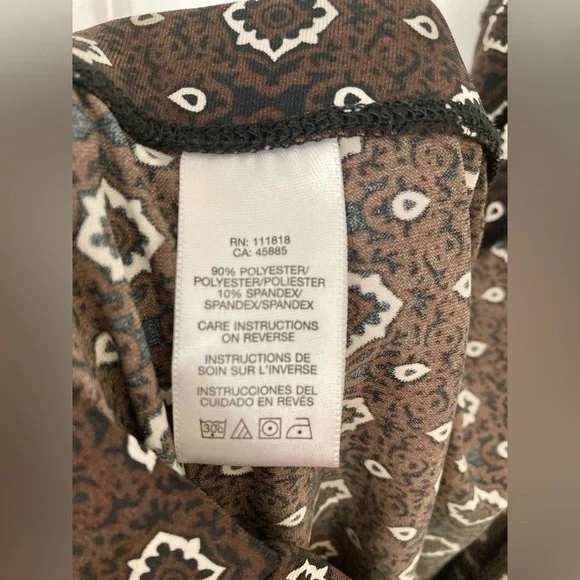 RN: 111818
CA: 45885
90% POLYESTER/
POLYESTER/POLIESTER
10% SPANDEX/
SPANDEX/SPANDEX
CARE INSTRUCTIONS
ON REVERSE
INSTRUCTIONS DE
SOIN SUR L'INVERSE
INSTRUCCIONES DEL
CUIDADO EN REVÉS
30C